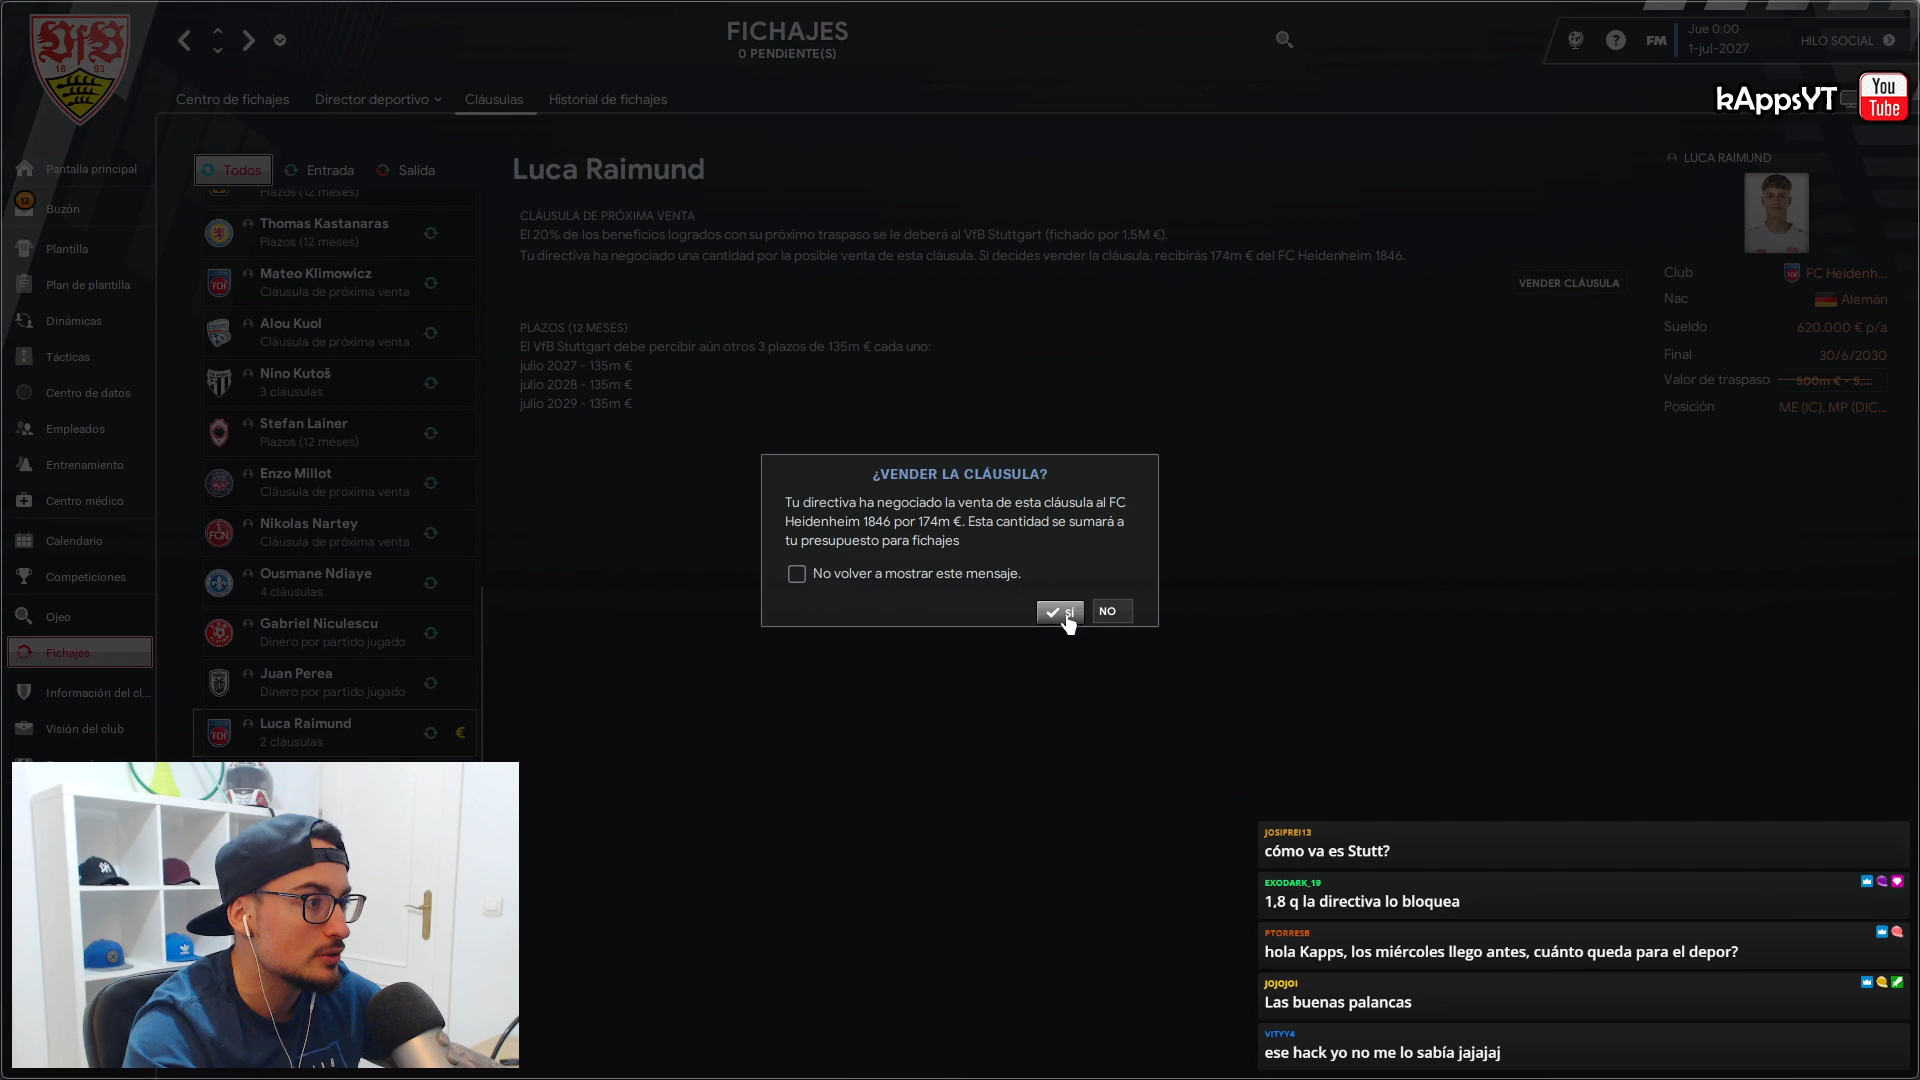 VfB
18 93
FICHAJES
0 PENDIENTE(S)
?
FM
Jue 0:00
1-jul-2027
HILO SOCIAL
kAppsYT
You
Tube
Centro de fichajes
Director deportivo
Cláusulas
Historial de fichajes
Pantalla principal
12
Buzón
Plantilla
Plan de plantilla
Dinámicas
Tácticas
Centro de datos
Empleados
Entrenamiento
Centro médico
Calendario
Competiciones
Ojeo
Fichajes
Información del cl...
Visión del club
Todos
Entrada
Salida
Plazos (12 meses)
Thomas Kastanaras
Plazos (12 meses)
Mateo Klimowicz
Cláusula de próxima venta
Alou Kuol
Cláusula de próxima venta
Nino Kutoš
3 cláusulas
Stefan Lainer
Plazos (12 meses)
Enzo Millot
Cláusula de próxima venta
Nikolas Nartey
Cláusula de próxima venta
Ousmane Ndiaye
4 cláusulas
Gabriel Niculescu
Dinero por partido jugado
Juan Perea
Dinero por partido jugado
Luca Raimund
2 cláusulas
€
Luca Raimund
CLÁUSULA DE PRÓXIMA VENTA
El 20% de los beneficios logrados con su próximo traspaso se le deberá al VfB Stuttgart (fichado por 1,5M €).
Tu directiva ha negociado una cantidad por la posible venta de esta cláusula. Si decides vender la cláusula, recibirás 174m € del FC Heidenheim 1846.
VENDER CLÁUSULA
PLAZOS (12 MESES)
El VfB Stuttgart debe percibir aún otros 3 plazos de 135m € cada uno:
julio 2027 - 135m €
julio 2028 - 135m €
julio 2029 - 135m €
LUCA RAIMUND
Club
FC Heidenh...
Nac
Alemán
Sueldo
620.000 € p/a
Final
30/6/2030
Valor de traspaso
500m € - 5,...
Posición
ME (IC), MP (DIC...
¿VENDER LA CLÁUSULA?
Tu directiva ha negociado la venta de esta cláusula al FC
Heidenheim 1846 por 174m €. Esta cantidad se sumará a
tu presupuesto para fichajes
No volver a mostrar este mensaje.
SÍ
NO
JOSIFREI13
cómo va es Stutt?
EXODARK_19
1,8 q la directiva lo bloquea
PTORRESB
hola Kapps, los miércoles llego antes, cuánto queda para el depor?
JOJOJOI
Las buenas palancas
VITYY4
ese hack yo no me lo sabía jajajaj